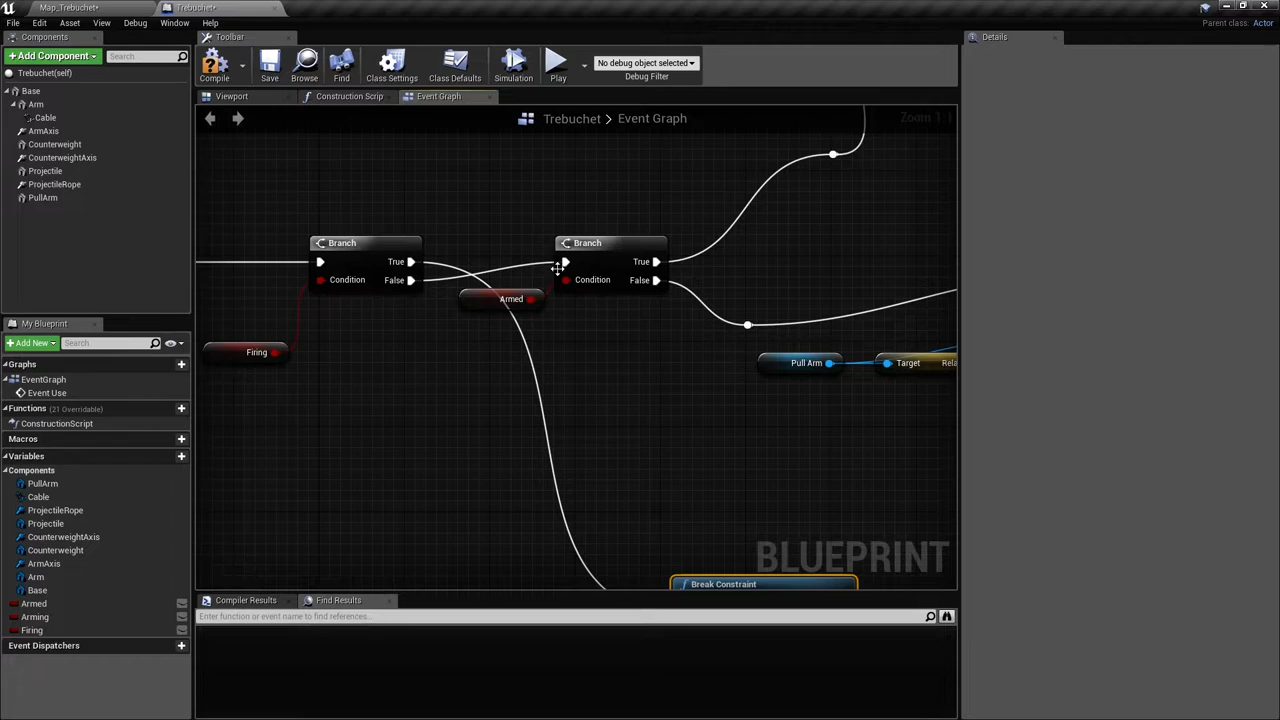 Map_Trebuchet*
Trebuchet*
File Edit Asset View Debug Window Help
Parent class: Actor
Components
Toolbar
Details
+ Add Component
Search
Compile
Save
Browse
Find
Class Settings
Class Defaults
Simulation
Play
No debug object selected
Debug Filter
Trebuchet(self)
Base
Arm
Cable
ArmAxis
Counterweight
CounterweightAxis
Projectile
ProjectileRope
PullArm
Viewport
Construction Scrip
Event Graph
Trebuchet > Event Graph
Zoom 1
Branch
True
Condition
False
Branch
True
Condition
False
Armed
Firing
Pull Arm
Target
Rela
Break Constraint
BLUEPRINT
My Blueprint
+ Add New
Search
Graphs
EventGraph
Event Use
Functions (21 Overridable)
ConstructionScript
Macros
Variables
Components
PullArm
Cable
ProjectileRope
Projectile
CounterweightAxis
Counterweight
ArmAxis
Arm
Base
Armed
Arming
Firing
Event Dispatchers
Compiler Results
Find Results
Enter function or event name to find references...